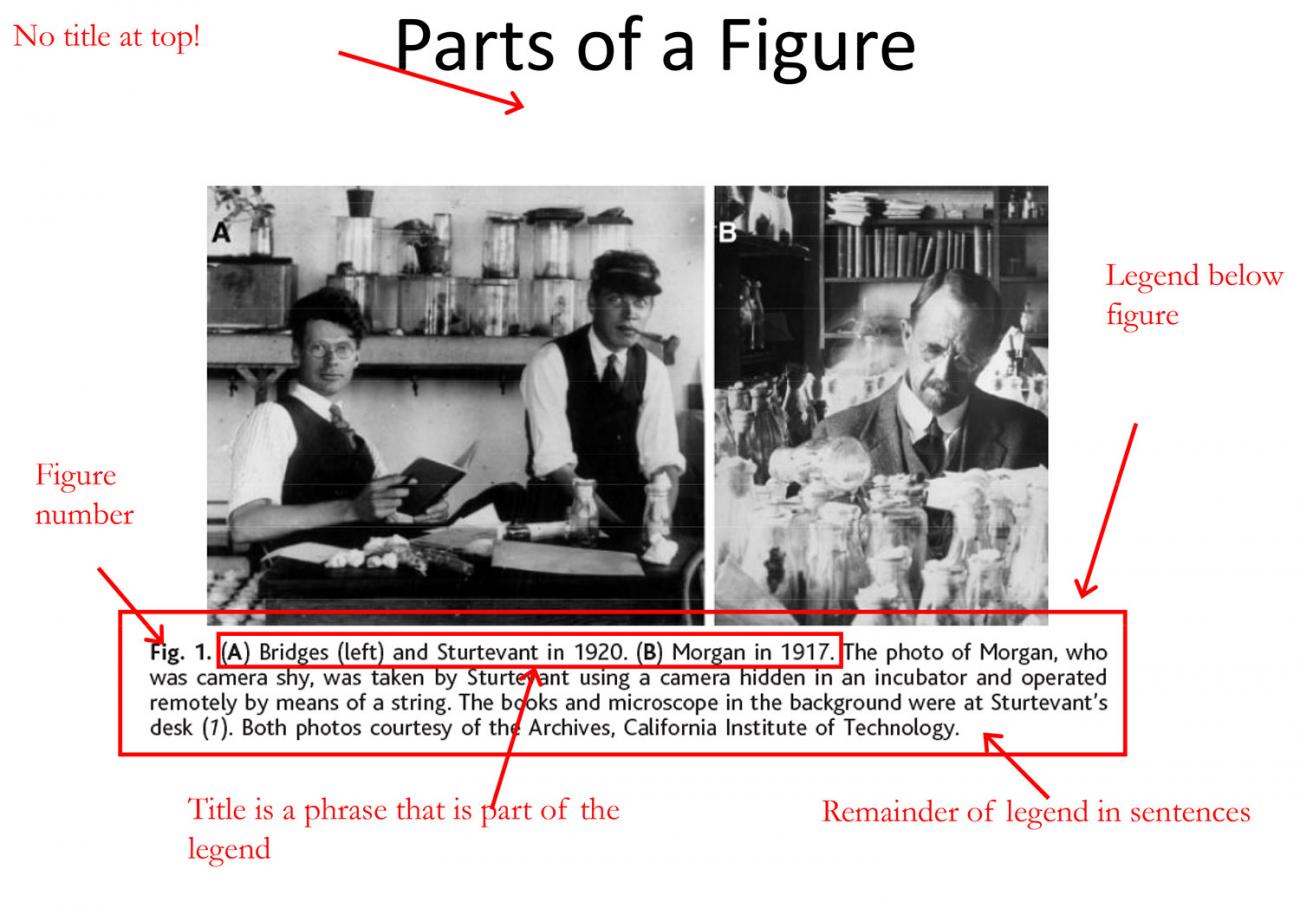 No title at top!
Parts of a Figure
A
B
Legend below
figure
Figure
number
Fig. 1. (A) Bridges (left) and Sturtevant in 1920. (B) Morgan in 1917. The photo of Morgan, who
was camera shy, was taken by Sturtevant using a camera hidden in an incubator and operated
remotely by means of a string. The books and microscope in the background were at Sturtevant's
desk (1). Both photos courtesy of the Archives, California Institute of Technology.
Title is a phrase that is part of the
legend
Remainder of legend in sentences